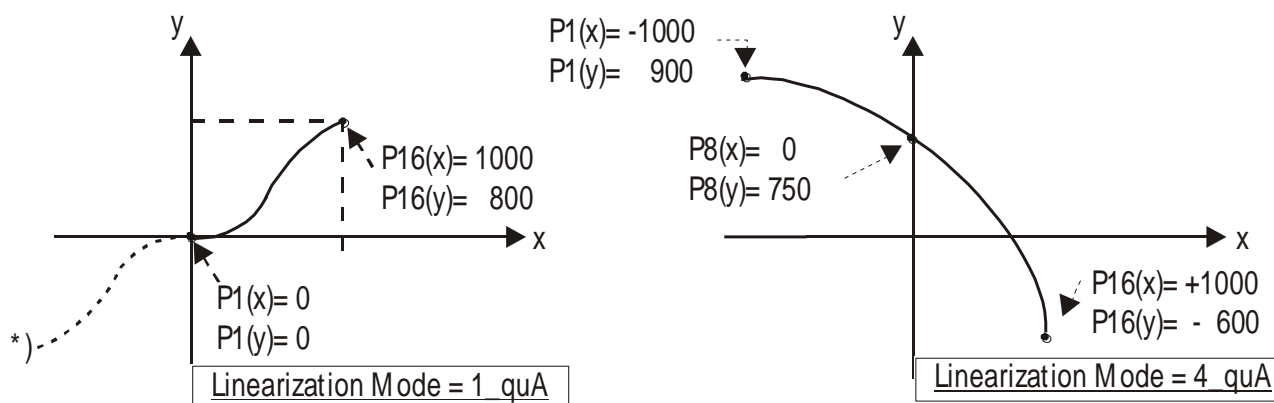 y
P16(x)= 1000
P16(y)= 800
x
P1(x)= 0
P1(y)= 0
*)
Linearization Mode = 1_quA
P1(x)= -1000
P1(y)= 900
y
P8(x)= 0
P8(y)= 750
x
P16(x)= +1000
P16(y)= - 600
Linearization Mode = 4_quA